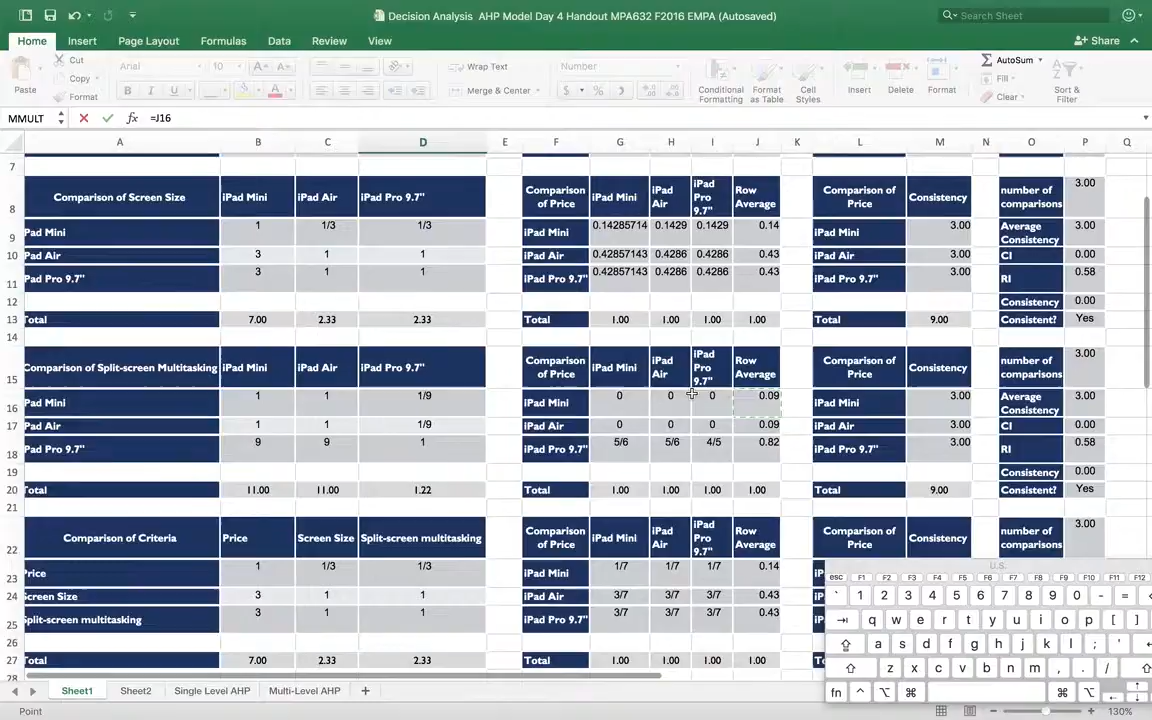 Decision Analysis AHP Model Day 4 Handout MPA632 F2016 EMPA (Autosaved)
Search Sheet
Home Insert Page Layout Formulas Data Review View
Share
Paste
Cut
Copy
Format
Arial 10 A A
B I U A
Wrap Text
Merge & Center
Number
$ % )
Conditional Formatting
Format as Table
Cell Styles
Insert Delete Format
AutoSum
Fill
Clear
Sort & Filter
MMULT fx =J16
A B C D E F G H I J K L M N O P Q
7
8 Comparison of Screen Size iPad Mini iPad Air iPad Pro 9.7" Comparison of Price iPad Mini iPad Air iPad Pro 9.7" Row Average Comparison of Price Consistency number of comparisons 3.00
9 Pad Mini 1 1/3 1/3 iPad Mini 0.14285714 0.1429 0.1429 0.14 iPad Mini 3.00 Average Consistency 3.00
10 Pad Air 3 1 1 iPad Air 0.42857143 0.4286 0.4286 0.43 iPad Air 3.00 CI 0.00
11 Pad Pro 9.7" 3 1 1 iPad Pro 9.7" 0.42857143 0.4286 0.4286 0.43 iPad Pro 9.7" 3.00 RI 0.58
12 Consistency 0.00
13 Total 7.00 2.33 2.33 Total 1.00 1.00 1.00 1.00 Total 9.00 Consistent? Yes
14
15 Comparison of Split-screen Multitasking iPad Mini iPad Air iPad Pro 9.7" Comparison of Price iPad Mini iPad Air iPad Pro 9.7" Row Average Comparison of Price Consistency number of comparisons 3.00
16 Pad Mini 1 1 1/9 iPad Mini 0 0 0 0.09 iPad Mini 3.00 Average Consistency 3.00
17 Pad Air 1 1 1/9 iPad Air 0 0 0 0.09 iPad Air 3.00 CI 0.00
18 Pad Pro 9.7" 9 9 1 iPad Pro 9.7" 5/6 5/6 4/5 0.82 iPad Pro 9.7" 3.00 RI 0.58
19 Consistency 0.00
20 Total 11.00 11.00 1.22 Total 1.00 1.00 1.00 1.00 Total 9.00 Consistent? Yes
21
22 Comparison of Criteria Price Screen Size Split-screen multitasking Comparison of Price iPad Mini iPad Air iPad Pro 9.7" Row Average Comparison of Price Consistency number of comparisons 3.00
23 Price 1 1/3 1/3 iPad Mini 1/7 1/7 1/7 0.14
24 Screen Size 3 1 1 iPad Air 3/7 3/7 3/7 0.43
25 Split-screen multitasking 3 1 1 iPad Pro 9.7" 3/7 3/7 3/7 0.43
26
27 Total 7.00 2.33 2.33 Total 1.00 1.00 1.00 1.00
28
U.S.
esc F1 F2 F3 F4 F5 F6 F7 F8 F9 F10 F11 F12
` 1 2 3 4 5 6 7 8 9 0 - =
q w e r t y u i o p [ ]
a s d f g h j k l ; '
z x c v b n m , . /
fn ^ ⌥ ⌘ ⌘ ⌥
Sheet1 Sheet2 Single Level AHP Multi-Level AHP +
Point 130%